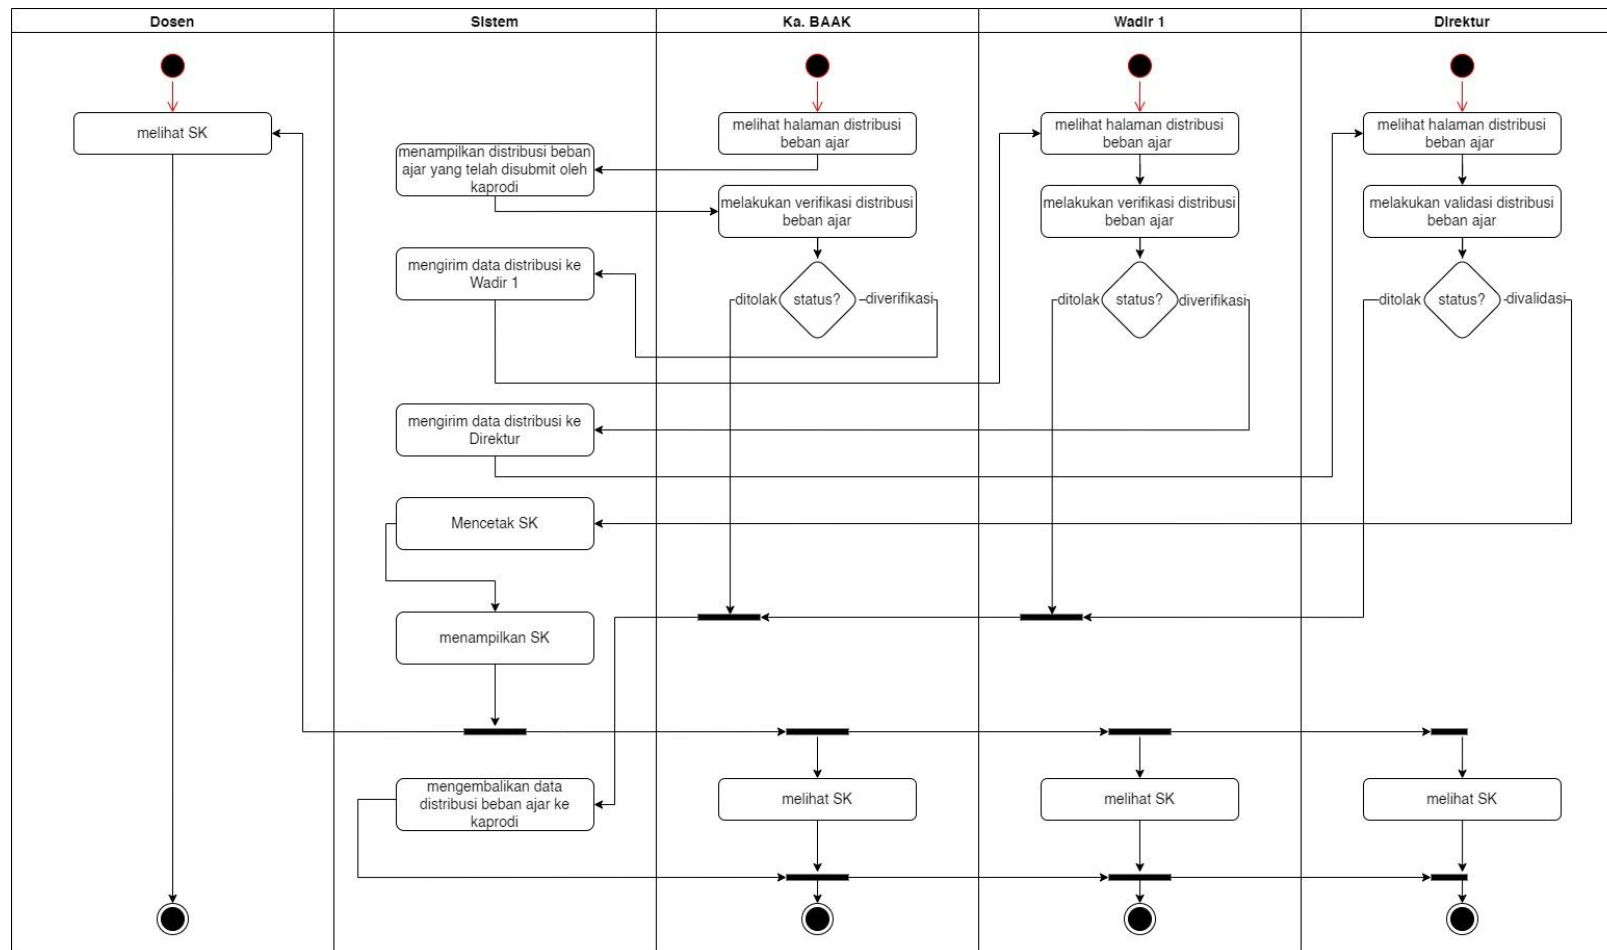 Dosen
Sistem
Ka. BAAK
Wadir 1
Direktur
melihat SK
melihat halaman distribusi
beban ajar
melihat halaman distribusi
beban ajar
melihat halaman distribusi
beban ajar
menampilkan distribusi beban
ajar yang telah disubmit oleh
kaprodi
melakukan verifikasi distribusi
beban ajar
melakukan verifikasi distribusi
beban ajar
melakukan validasi distribusi
beban ajar
mengirim data distribusi ke
Wadir 1
ditolak
status?
diverifikasi
ditolak
status?
diverifikasi
ditolak
status?
divalidasi
mengirim data distribusi ke
Direktur
Mencetak SK
menampilkan SK
mengembalikan data
distribusi beban ajar ke
kaprodi
melihat SK
melihat SK
melihat SK